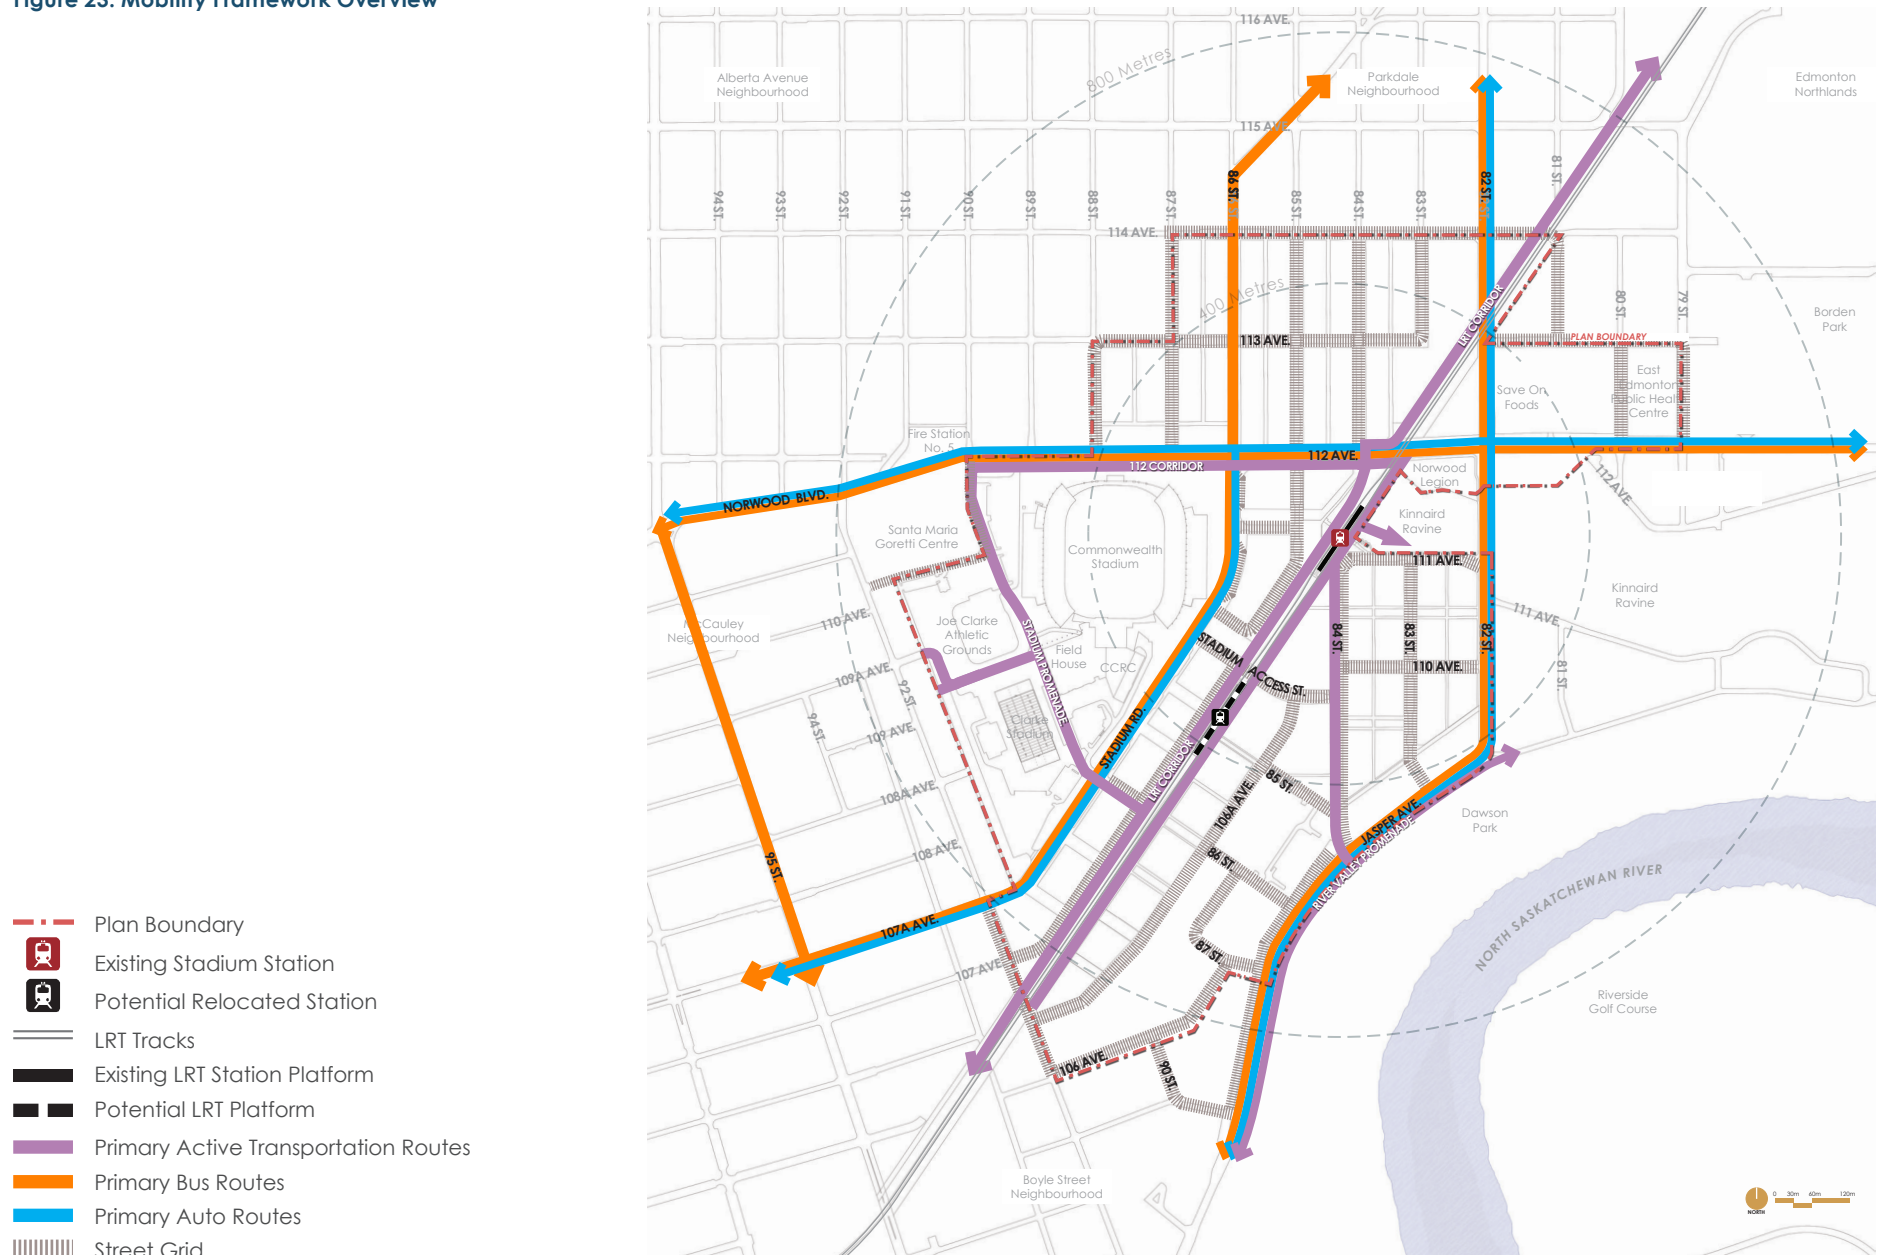 Figure 23: Mobility Framework Overview
116 AVE.
800 Metres
Alberta Avenue
Neighbourhood
Parkdale
Neighbourhood
Edmonton
Northlands
115 AVE.
94 ST.
93 ST.
92 ST.
91 ST.
90 ST.
89 ST.
88 ST.
87 ST.
86 ST.
85 ST.
84 ST.
83 ST.
82 ST.
81 ST.
114 AVE.
400 Metres
LRT CORRIDOR
80 ST.
79 ST.
Borden
Park
113 AVE.
PLAN BOUNDARY
East
Edmonton
Public Health
Centre
Save On
Foods
Fire Station
No. 5
112 CORRIDOR
112 AVE.
Norwood
Legion
112 AVE
NORWOOD BLVD.
Santa Maria
Goretti Centre
Commonwealth
Stadium
Kinnaird
Ravine
111 AVE.
Kinnaird
Ravine
111 AVE.
110 AVE.
McCauley
Neighbourhood
Joe Clarke
Athletic
Grounds
STADIUM PROMENADE
Field
House
CCRC
STADIUM ACCESS ST.
84 ST.
83 ST.
82 ST.
110 AVE.
81 ST.
109A AVE.
92 ST.
94 ST.
109 AVE.
Clarke
Stadium
STADIUM RD.
LRT CORRIDOR
85 ST.
106A AVE.
108A AVE.
108 AVE.
86 ST.
JASPER AVE.
RIVER VALLEY PROMENADE
Dawson
Park
95 ST.
NORTH SASKATCHEWAN RIVER
107A AVE.
87 ST.
107 AVE.
Riverside
Golf Course
106 AVE.
90 ST.
Boyle Street
Neighbourhood
Plan Boundary
Existing Stadium Station
Potential Relocated Station
LRT Tracks
Existing LRT Station Platform
Potential LRT Platform
Primary Active Transportation Routes
Primary Bus Routes
Primary Auto Routes
Street Grid
0 30m 60m 120m
NORTH